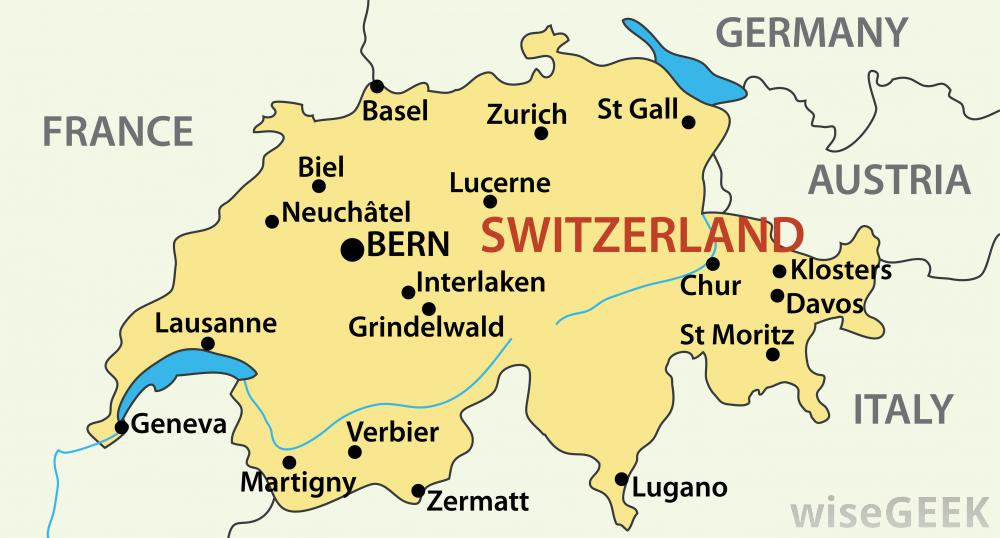 GERMANY
FRANCE
Basel
Zurich
St Gall
Biel
Lucerne
AUSTRIA
Neuchâtel
BERN
SWITZERLAND
Interlaken
Chur
Klosters
Davos
Lausanne
Grindelwald
St Moritz
ITALY
Geneva
Verbier
Martigny
Zermatt
Lugano
wiseGEEK